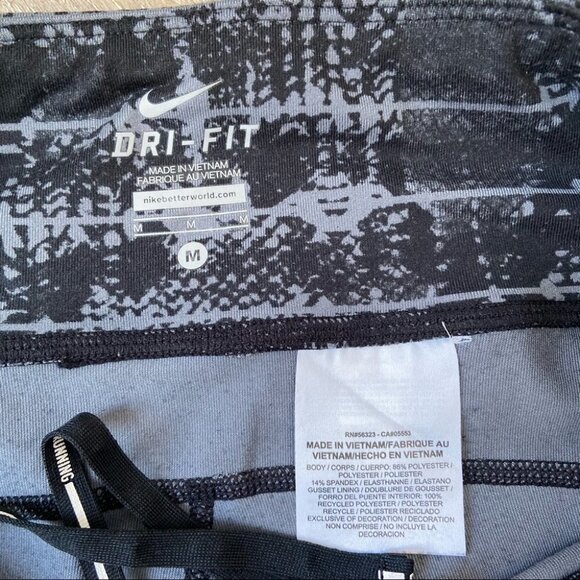 DRI-FIT
MADE IN VIETNAM
FABRIQUE AU VIETNAM
nikebetterworld.com
M M M
M
RN#56323 - CA#05553
MADE IN VIETNAM/FABRIQUE AU
VIETNAM/HECHO EN VIETNAM
BODY / CORPS / CUERPO: 86% POLYESTER /
POLYESTER / POLIESTER
14% SPANDEX / ELASTHANNE / ELASTANO
GUSSET LINING / DOUBLURE DE GOUSSET /
FORRO DEL PUENTE INTERIOR: 100%
RECYCLED POLYESTER / POLYESTER
RECYCLE / POLIESTER RECICLADO
EXCLUSIVE OF DECORATION / DECORATION
NON COMPRISE / NO INCLUYE LA
DECORACION
RUNNING